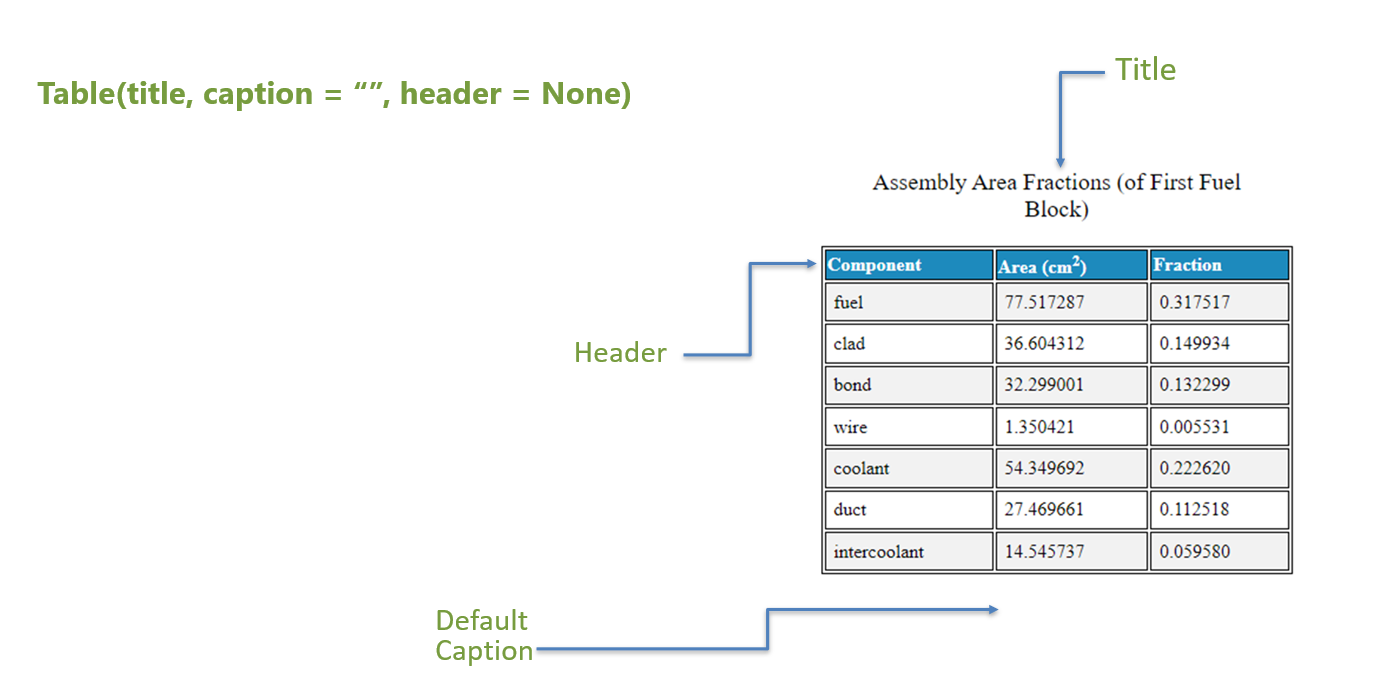 Table(title, caption = “”, header = None)
Title
Assembly Area Fractions (of First Fuel
Block)
Component Area (cm²) Fraction
fuel 77.517287 0.317517
clad 36.604312 0.149934
bond 32.299001 0.132299
wire 1.350421 0.005531
coolant 54.349692 0.222620
duct 27.469661 0.112518
intercoolant 14.545737 0.059580
Header
Default
Caption